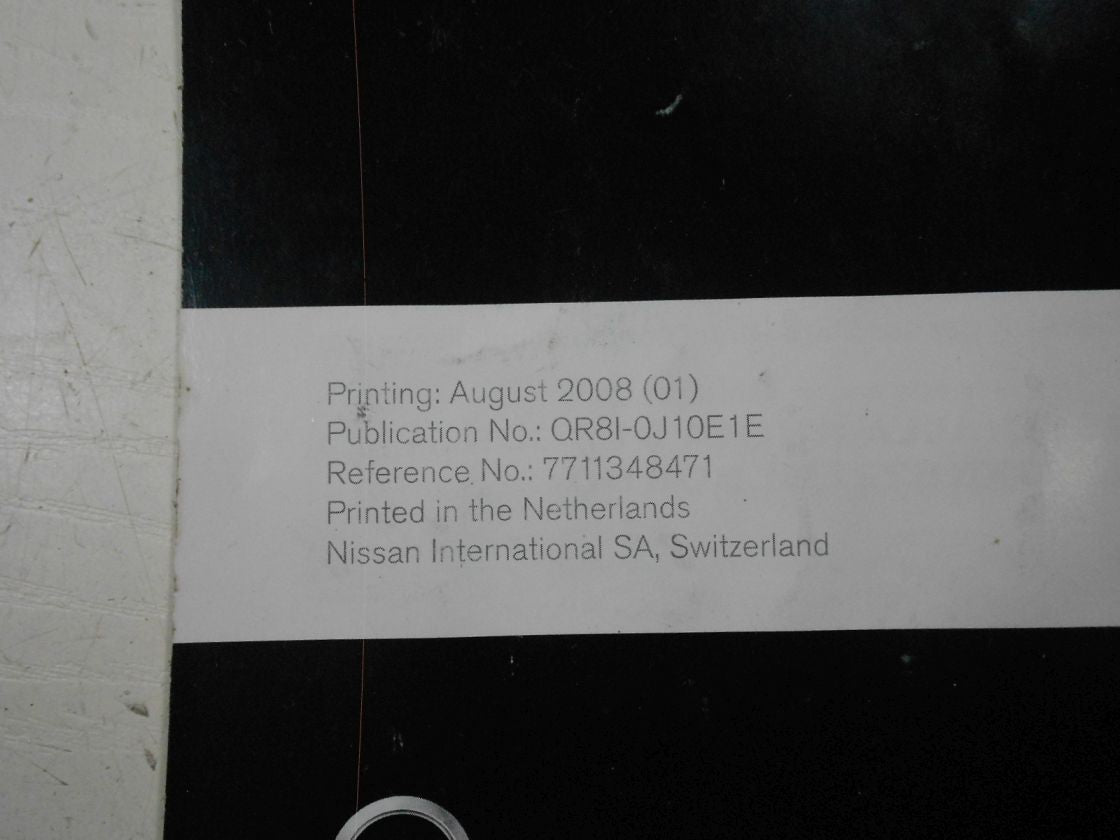 Printing: August 2008 (01)
Publication No.: QR8I-0J10E1E
Reference No.: 7711348471
Printed in the Netherlands
Nissan International SA, Switzerland